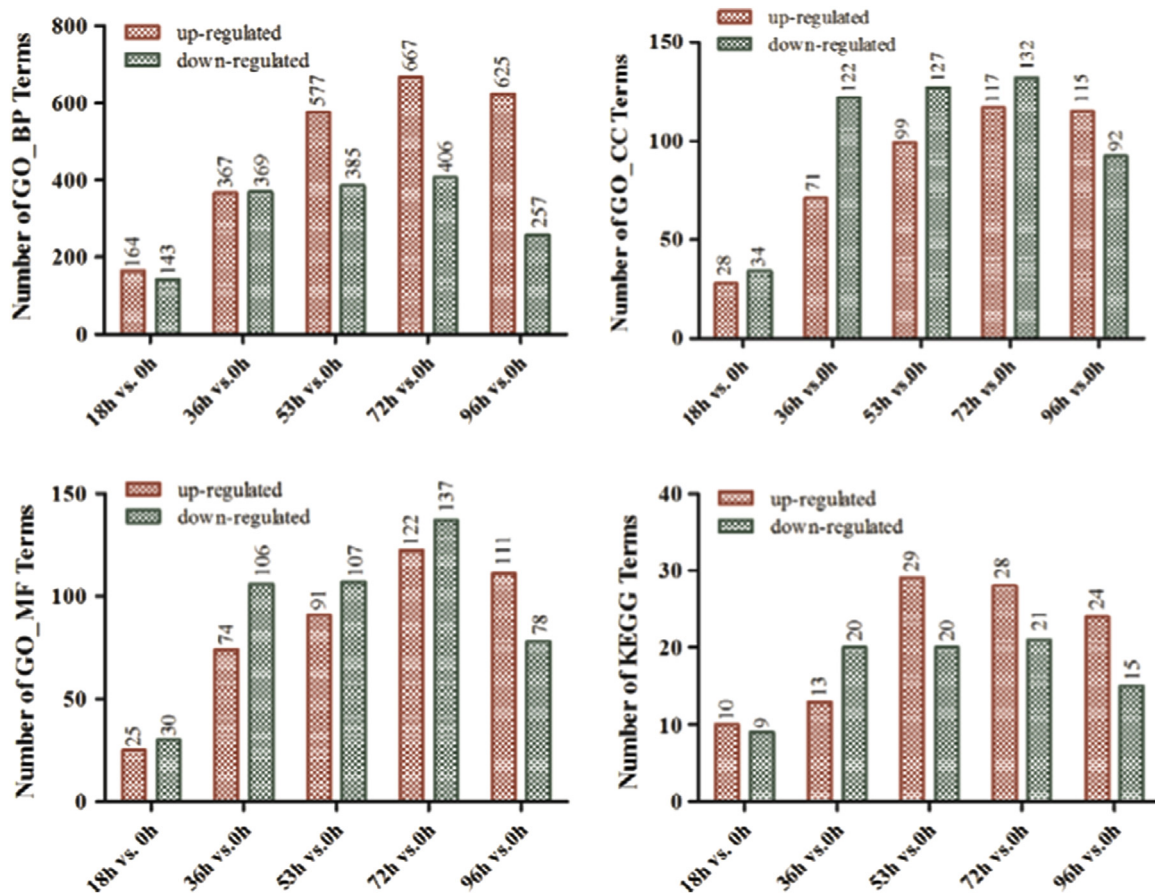 Number of GO_BP Terms
800
600
400
200
0
up-regulated
down-regulated
164
143
367
369
577
385
667
406
625
257
18h vs. 0h
36h vs.0h
53h vs.0h
72h vs.0h
96h vs.0h
Number of GO_CC Terms
150
100
50
0
up-regulated
down-regulated
28
34
71
122
99
127
117
132
115
92
18h vs. 0h
36h vs.0h
53h vs.0h
72h vs.0h
96h vs.0h
Number of GO_MF Terms
150
100
50
0
up-regulated
down-regulated
25
30
74
106
91
107
122
137
111
78
18h vs. 0h
36h vs.0h
53h vs.0h
72h vs.0h
96h vs.0h
Number of KEGG Terms
40
30
20
10
0
up-regulated
down-regulated
10
9
13
20
29
20
28
21
24
15
18h vs. 0h
36h vs.0h
53h vs.0h
72h vs.0h
96h vs.0h